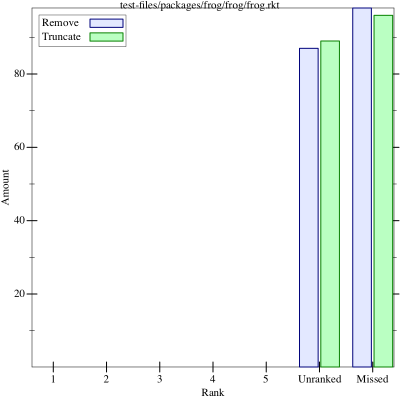 test-files/packages/frog/frog/frog.rkt
Remove
Truncate
80
60
40
20
Amount
1 2 3 4 5 Unranked Missed
Rank